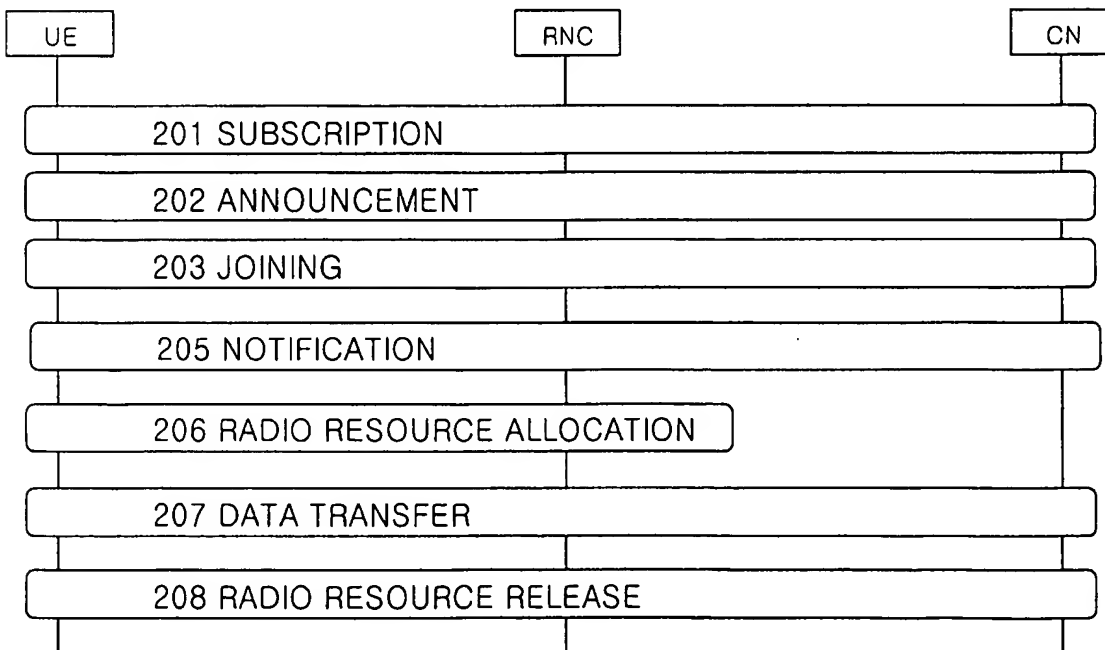 UE RNC CN
201 SUBSCRIPTION
202 ANNOUNCEMENT
203 JOINING
205 NOTIFICATION
206 RADIO RESOURCE ALLOCATION
207 DATA TRANSFER
208 RADIO RESOURCE RELEASE